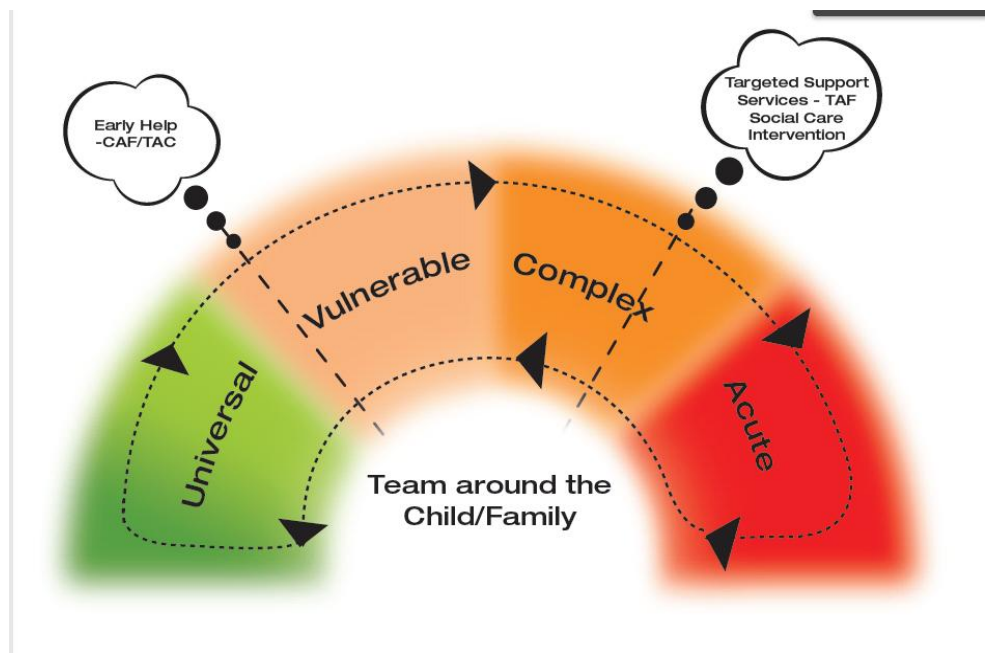 Early Help
-CAF/TAC
Targeted Support
Services - TAF
Social Care
Intervention
Universal
Vulnerable
Complex
Acute
Team around the
Child/Family